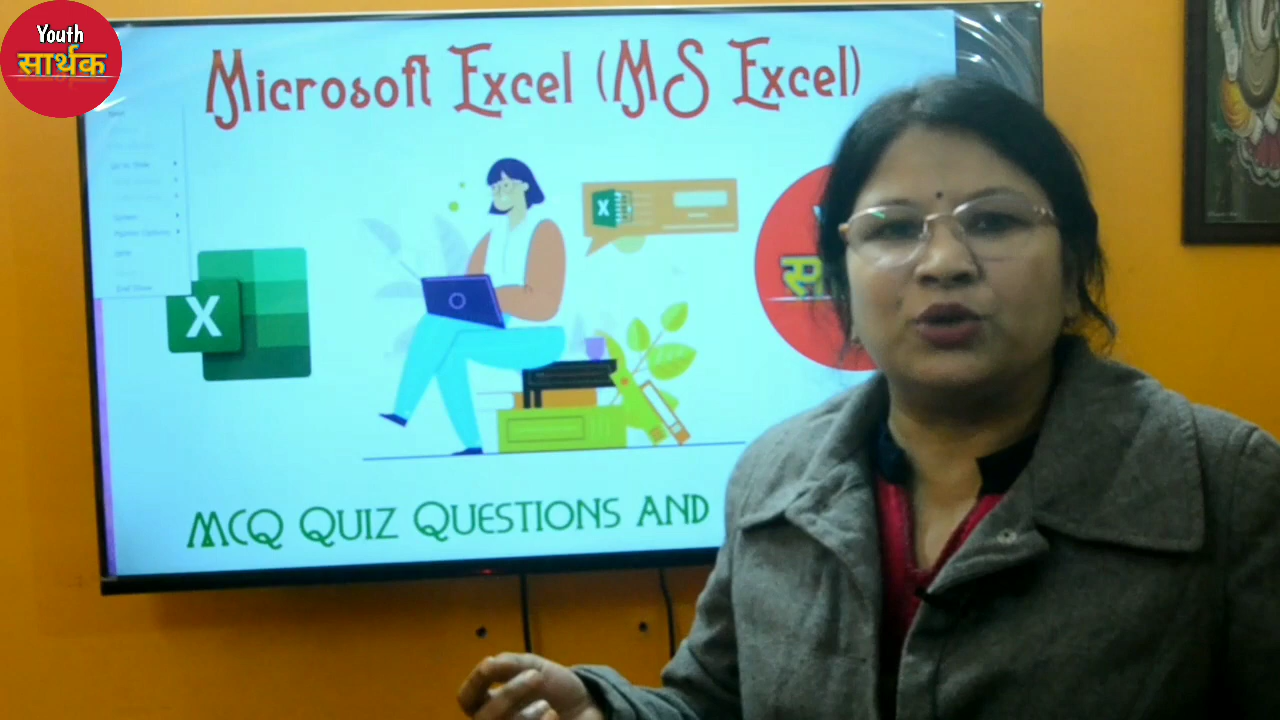 Youth
सार्थक
Microsoft Excel (MS Excel)
X
X
MCQ Quiz Questions and